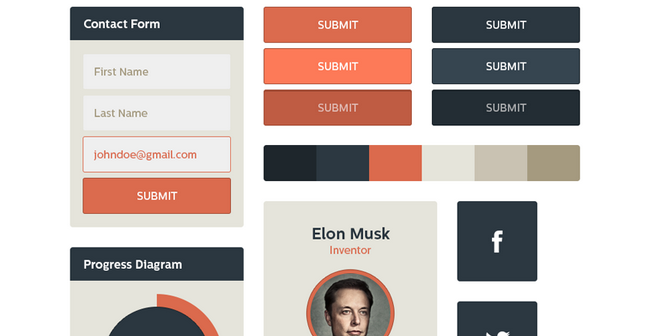 Contact Form
First Name
Last Name
johndoe@gmail.com
SUBMIT
Progress Diagram
SUBMIT
SUBMIT
SUBMIT
SUBMIT
SUBMIT
SUBMIT
Elon Musk
Inventor
f